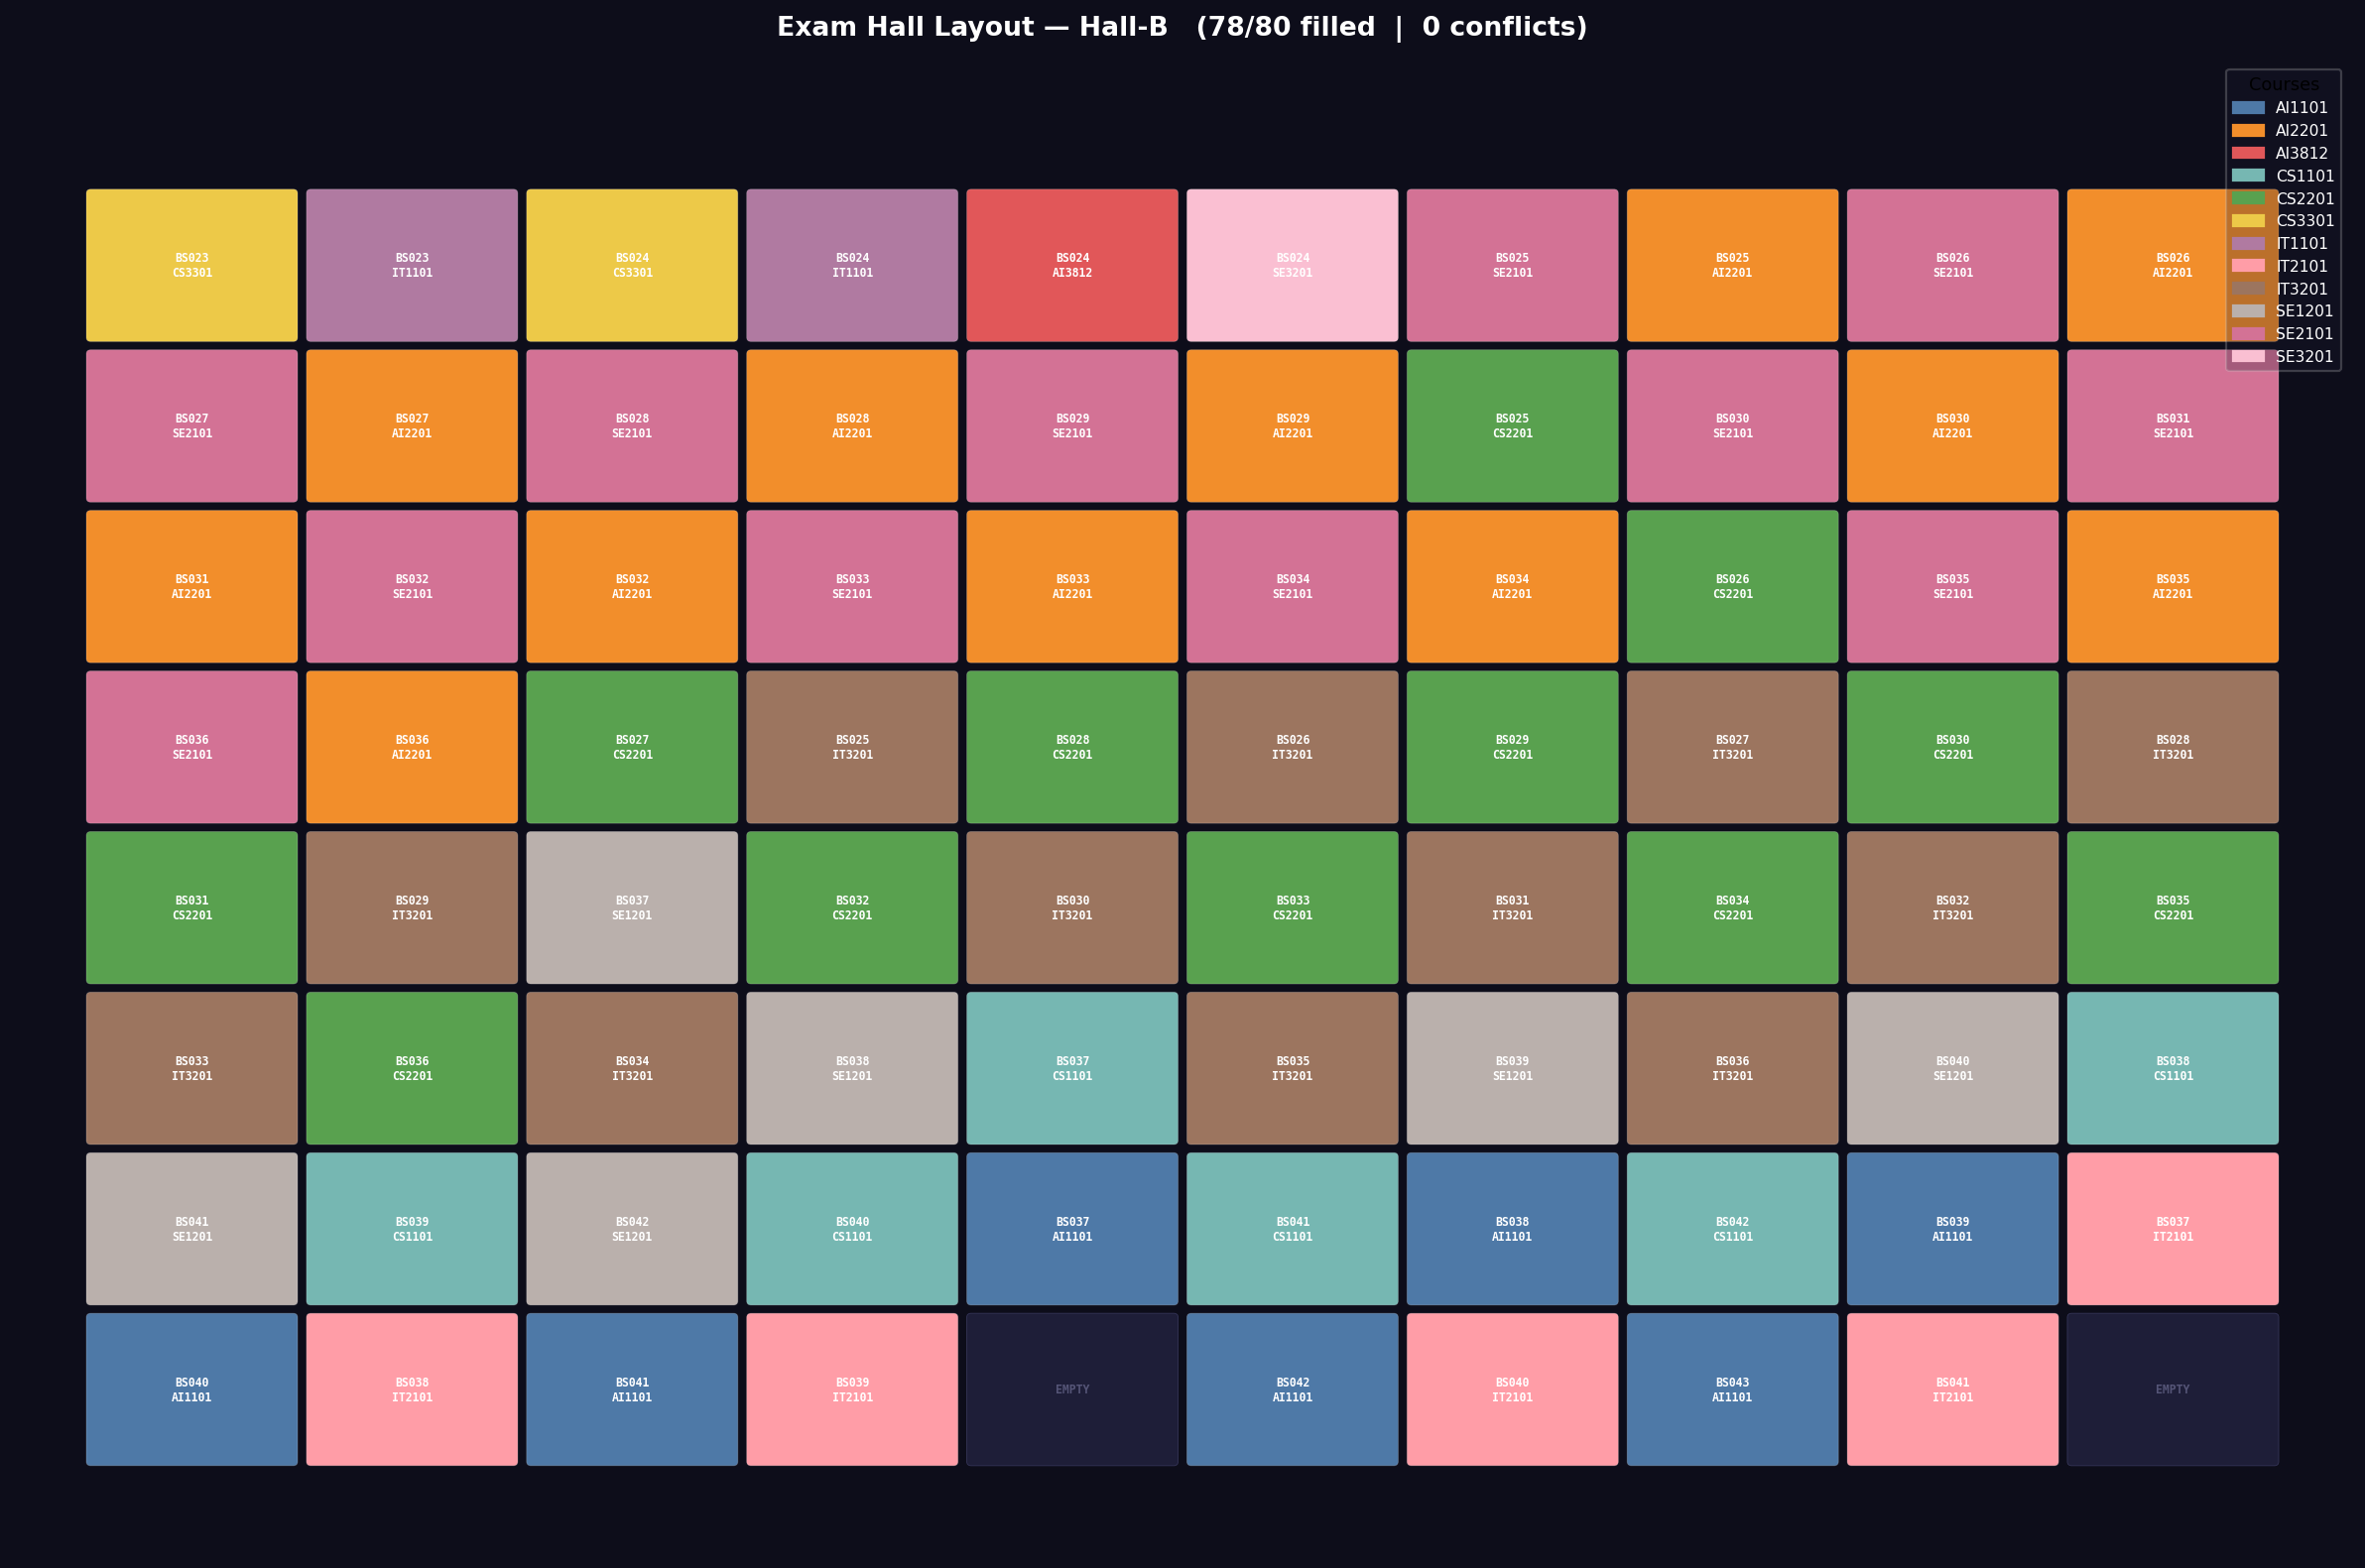 Exam Hall Layout — Hall-B   (78/80 filled  |  0 conflicts)
Courses
AI1101
AI2201
AI3812
CS1101
CS2201
CS3301
IT1101
IT2101
IT3201
SE1201
SE2101
SE3201
BS023
CS3301
BS023
IT1101
BS024
CS3301
BS024
IT1101
BS024
AI3812
BS024
SE3201
BS025
SE2101
BS025
AI2201
BS026
SE2101
BS026
AI2201
BS027
SE2101
BS027
AI2201
BS028
SE2101
BS028
AI2201
BS029
SE2101
BS029
AI2201
BS025
CS2201
BS030
SE2101
BS030
AI2201
BS031
SE2101
BS031
AI2201
BS032
SE2101
BS032
AI2201
BS033
SE2101
BS033
AI2201
BS034
SE2101
BS034
AI2201
BS026
CS2201
BS035
SE2101
BS035
AI2201
BS036
SE2101
BS036
AI2201
BS027
CS2201
BS025
IT3201
BS028
CS2201
BS026
IT3201
BS029
CS2201
BS027
IT3201
BS030
CS2201
BS028
IT3201
BS031
CS2201
BS029
IT3201
BS037
SE1201
BS032
CS2201
BS030
IT3201
BS033
CS2201
BS031
IT3201
BS034
CS2201
BS032
IT3201
BS035
CS2201
BS033
IT3201
BS036
CS2201
BS034
IT3201
BS038
SE1201
BS037
CS1101
BS035
IT3201
BS039
SE1201
BS036
IT3201
BS040
SE1201
BS038
CS1101
BS041
SE1201
BS039
CS1101
BS042
SE1201
BS040
CS1101
BS037
AI1101
BS041
CS1101
BS038
AI1101
BS042
CS1101
BS039
AI1101
BS037
IT2101
BS040
AI1101
BS038
IT2101
BS041
AI1101
BS039
IT2101
EMPTY
BS042
AI1101
BS040
IT2101
BS043
AI1101
BS041
IT2101
EMPTY